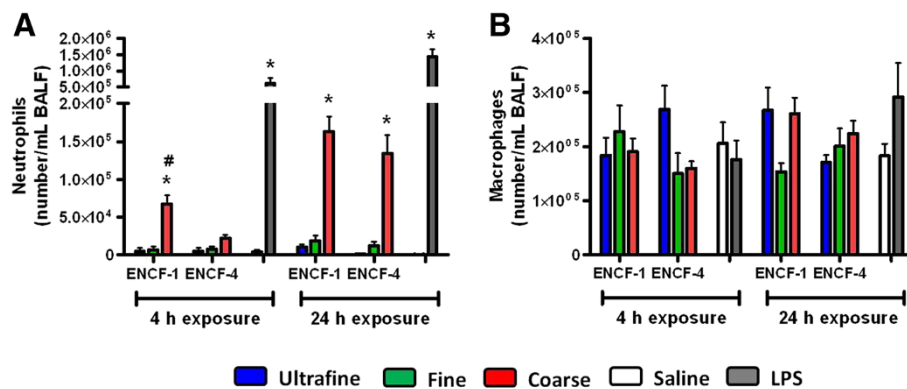 A
Neutrophils
(number/mL BALF)
2.0×10⁶
1.5×10⁶
1.0×10⁶
5.0×10⁵
2.0×10⁵
1.5×10⁵
1.0×10⁵
5.0×10⁴
0
#
*
*
*
*
*
ENCF-1 ENCF-4 ENCF-1 ENCF-4
4 h exposure 24 h exposure
B
Macrophages
(number/mL BALF)
4×10⁰⁵
3×10⁰⁵
2×10⁰⁵
1×10⁰⁵
0
ENCF-1 ENCF-4 ENCF-1 ENCF-4
4 h exposure 24 h exposure
Ultrafine Fine Coarse Saline LPS